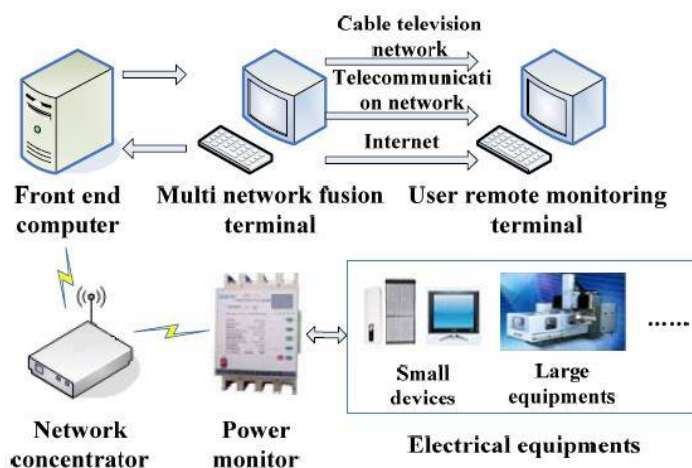 Cable television
network
Telecommunicati
on network
Internet
Front end
computer
Multi network fusion
terminal
User remote monitoring
terminal
Small
devices
Large
equipments
......
Network
concentrator
Power
monitor
Electrical equipments